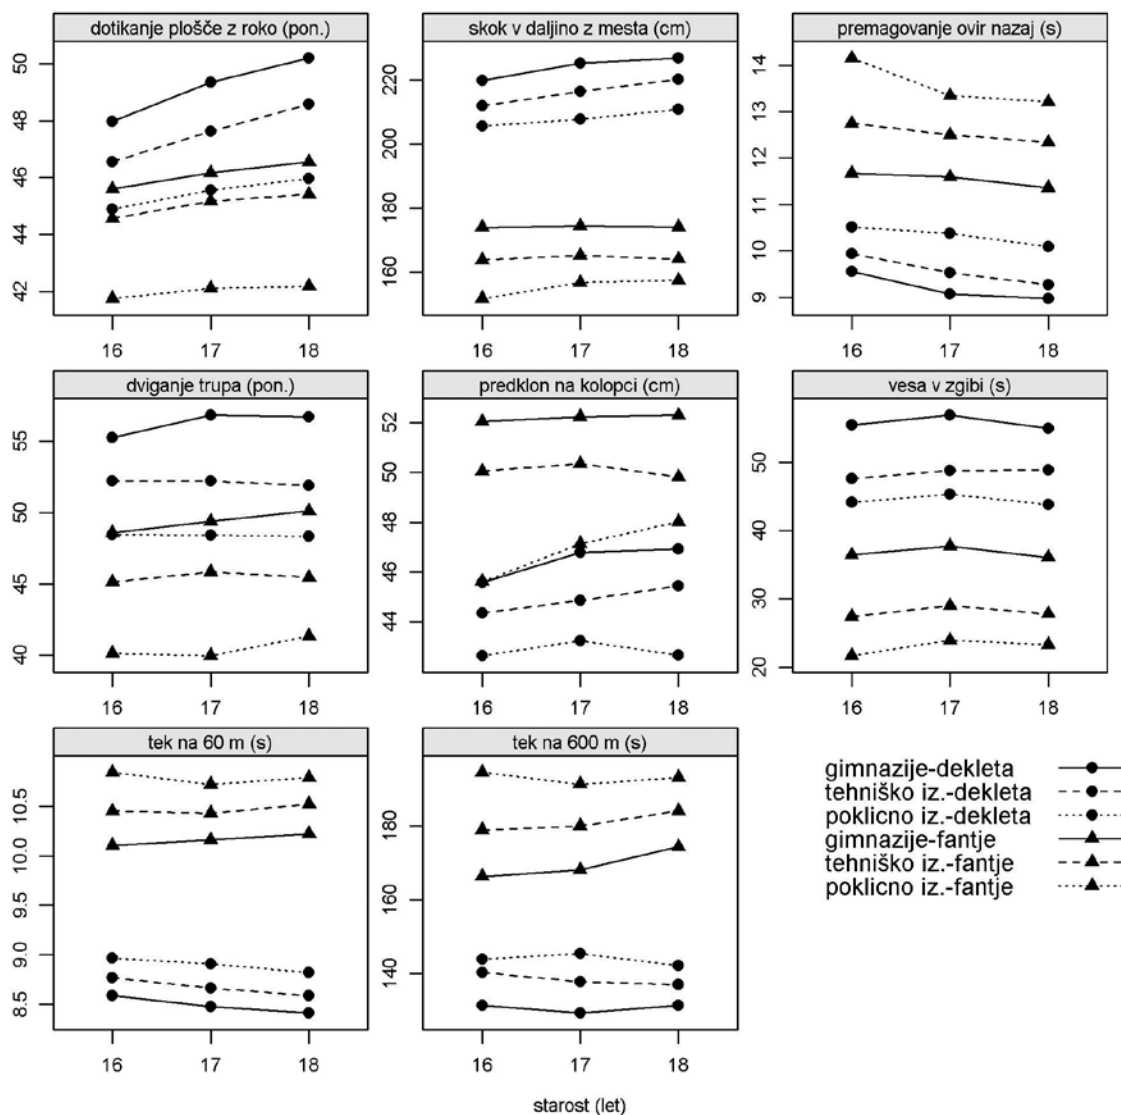 dotikanje plošče z roko (pon.)
skok v daljino z mesta (cm)
premagovanje ovir nazaj (s)
50
48
46
44
42
16 17 18
220
200
180
160
16 17 18
14
13
12
11
10
9
16 17 18
dviganje trupa (pon.)
predklon na kolopci (cm)
vesa v zgibi (s)
55
50
45
40
16 17 18
52
50
48
46
44
16 17 18
50
40
30
20
16 17 18
tek na 60 m (s)
tek na 600 m (s)
10.5
10.0
9.5
9.0
8.5
16 17 18
180
160
140
16 17 18
gimnazije-dekleta
tehniško iz.-dekleta
poklicno iz.-dekleta
gimnazije-fantje
tehniško iz.-fantje
poklicno iz.-fantje
starost (let)